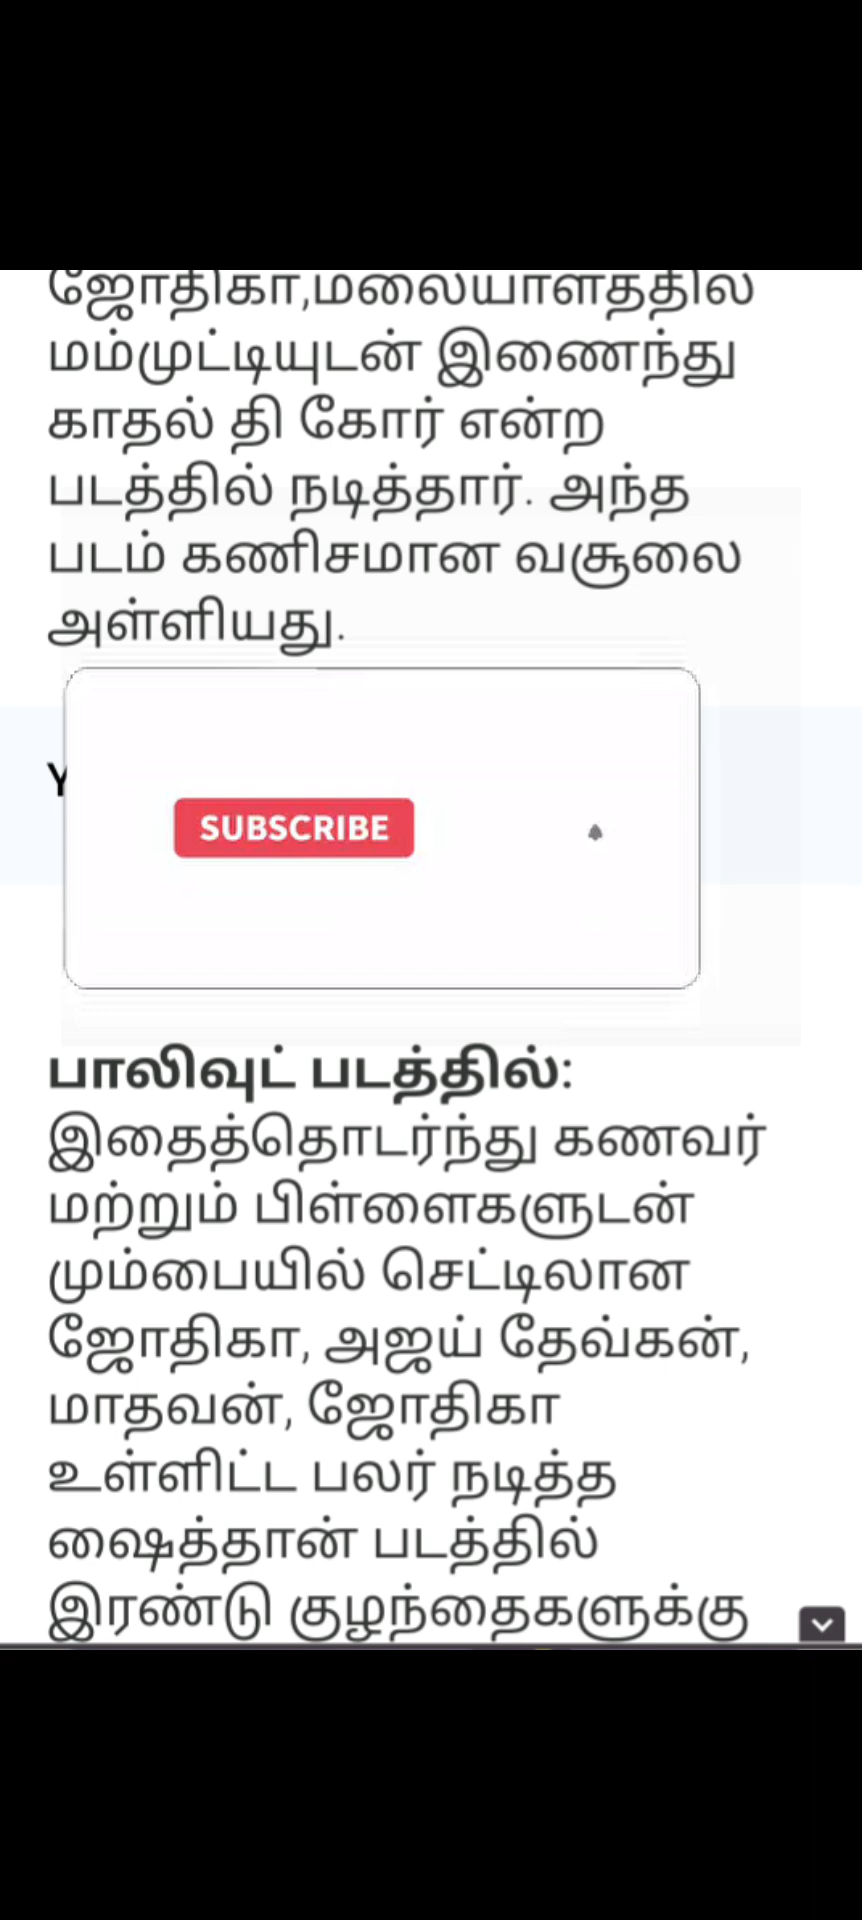 ஜோதிகா,மலையாளத்தில்
மம்முட்டியுடன் இணைந்து
காதல் தி கோர் என்ற
படத்தில் நடித்தார். அந்த
படம் கணிசமான வசூலை
அள்ளியது.
SUBSCRIBE
பாலிவுட் படத்தில்:
இதைத்தொடர்ந்து கணவர்
மற்றும் பிள்ளைகளுடன்
மும்பையில் செட்டிலான
ஜோதிகா, அஜய் தேவ்கன்,
மாதவன், ஜோதிகா
உள்ளிட்ட பலர் நடித்த
ஷைத்தான் படத்தில்
இரண்டு குழந்தைகளுக்கு